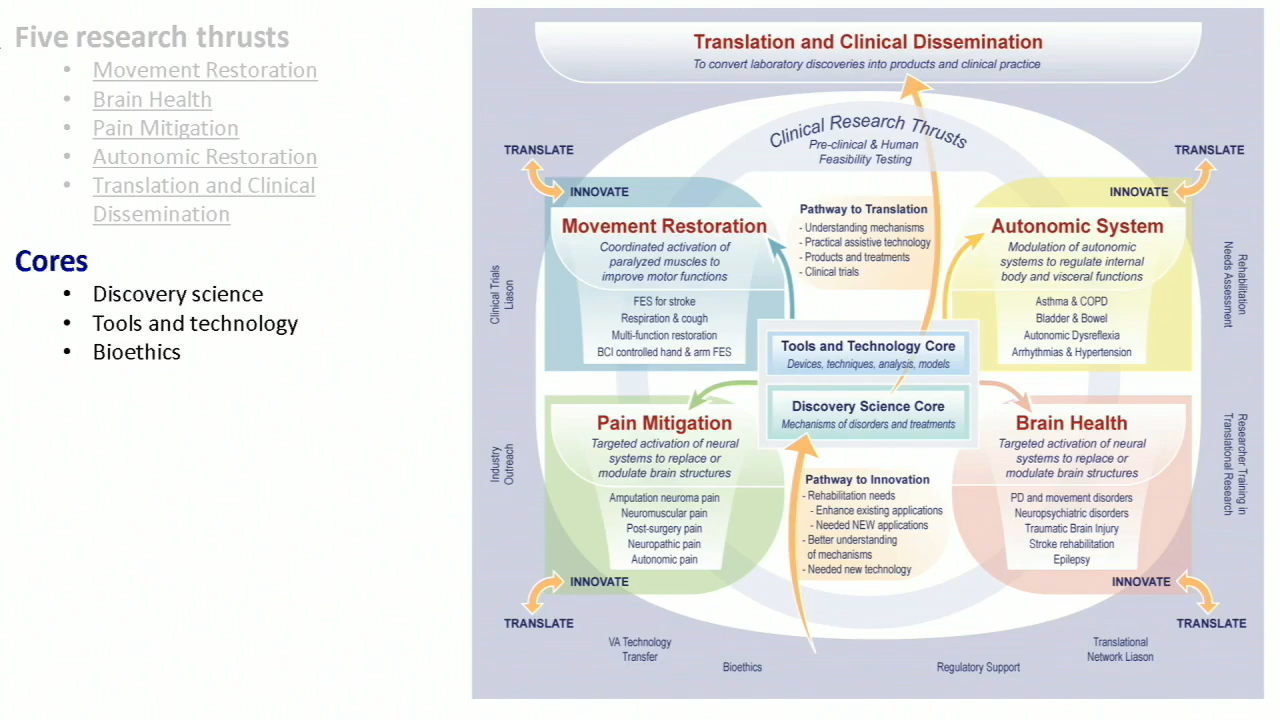 Five research thrusts
• Movement Restoration
• Brain Health
• Pain Mitigation
• Autonomic Restoration
• Translation and Clinical
Dissemination
Cores
• Discovery science
• Tools and technology
• Bioethics
Translation and Clinical Dissemination
To convert laboratory discoveries into products and clinical practice
Clinical Research Thrusts
Pre-clinical & Human
Feasibility Testing
TRANSLATE
INNOVATE
Movement Restoration
Coordinated activation of
paralyzed muscles to
improve motor functions
FES for stroke
Respiration & cough
Multi-function restoration
BCI controlled hand & arm FES
Clinical Trials
Liason
Pathway to Translation
- Understanding mechanisms
- Practical assistive technology
- Products and treatments
- Clinical trials
TRANSLATE
INNOVATE
Autonomic System
Modulation of autonomic
systems to regulate internal
body and visceral functions
Asthma & COPD
Bladder & Bowel
Autonomic Dysreflexia
Arrhythmias & Hypertension
Rehabilitation
Needs Assessment
Tools and Technology Core
Devices, techniques, analysis, models
Discovery Science Core
Mechanisms of disorders and treatments
Pain Mitigation
Targeted activation of neural
systems to replace or
modulate brain structures
Amputation neuroma pain
Neuromuscular pain
Post-surgery pain
Neuropathic pain
Autonomic pain
INNOVATE
TRANSLATE
Industry
Outreach
Pathway to Innovation
- Rehabilitation needs
- Enhance existing applications
- Needed NEW applications
- Better understanding
of mechanisms
- Needed new technology
Brain Health
Targeted activation of neural
systems to replace or
modulate brain structures
PD and movement disorders
Neuropsychiatric disorders
Traumatic Brain Injury
Stroke rehabilitation
Epilepsy
INNOVATE
TRANSLATE
Researcher Training in
Translational Research
VA Technology
Transfer
Bioethics
Regulatory Support
Translational
Network Liason